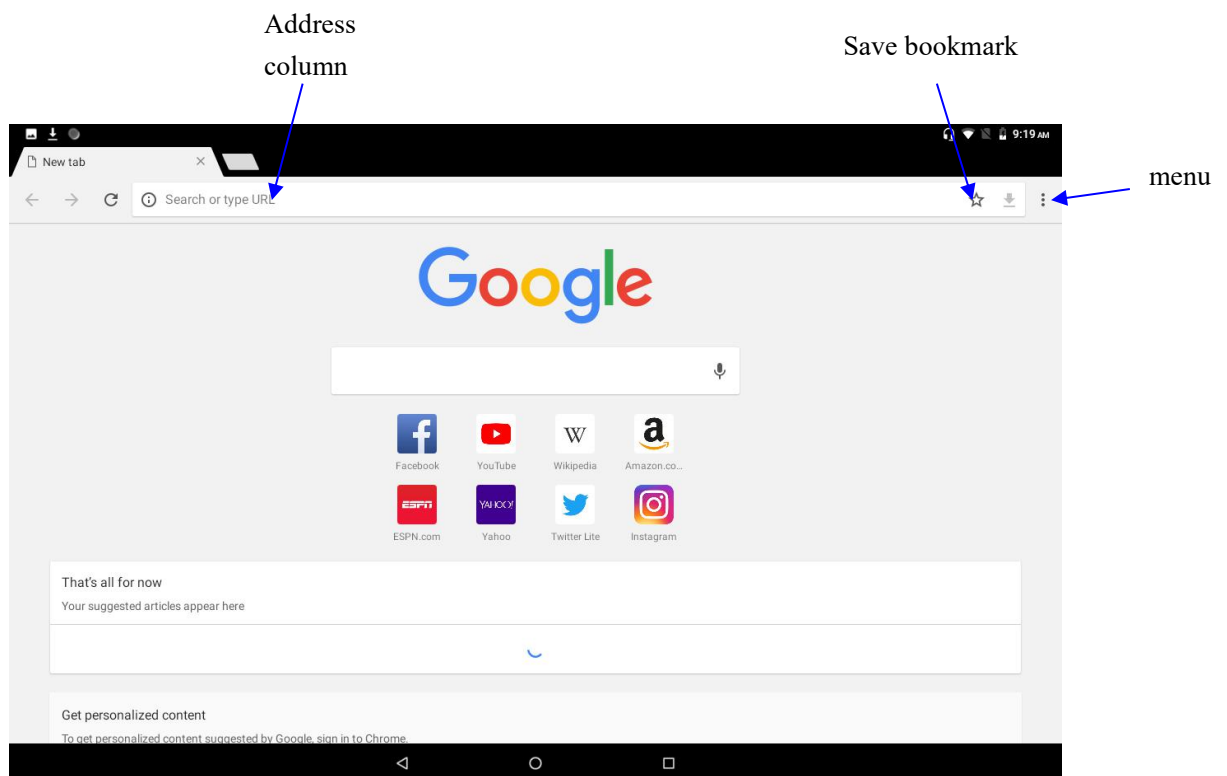 Address
column
Save bookmark
menu
9:19 AM
New tab
Search or type URL
Google
Facebook YouTube Wikipedia Amazon.co...
ESPN YAHOO!
ESPN.com Yahoo Twitter Lite Instagram
That's all for now
Your suggested articles appear here
Get personalized content
To get personalized content suggested by Google, sign in to Chrome.